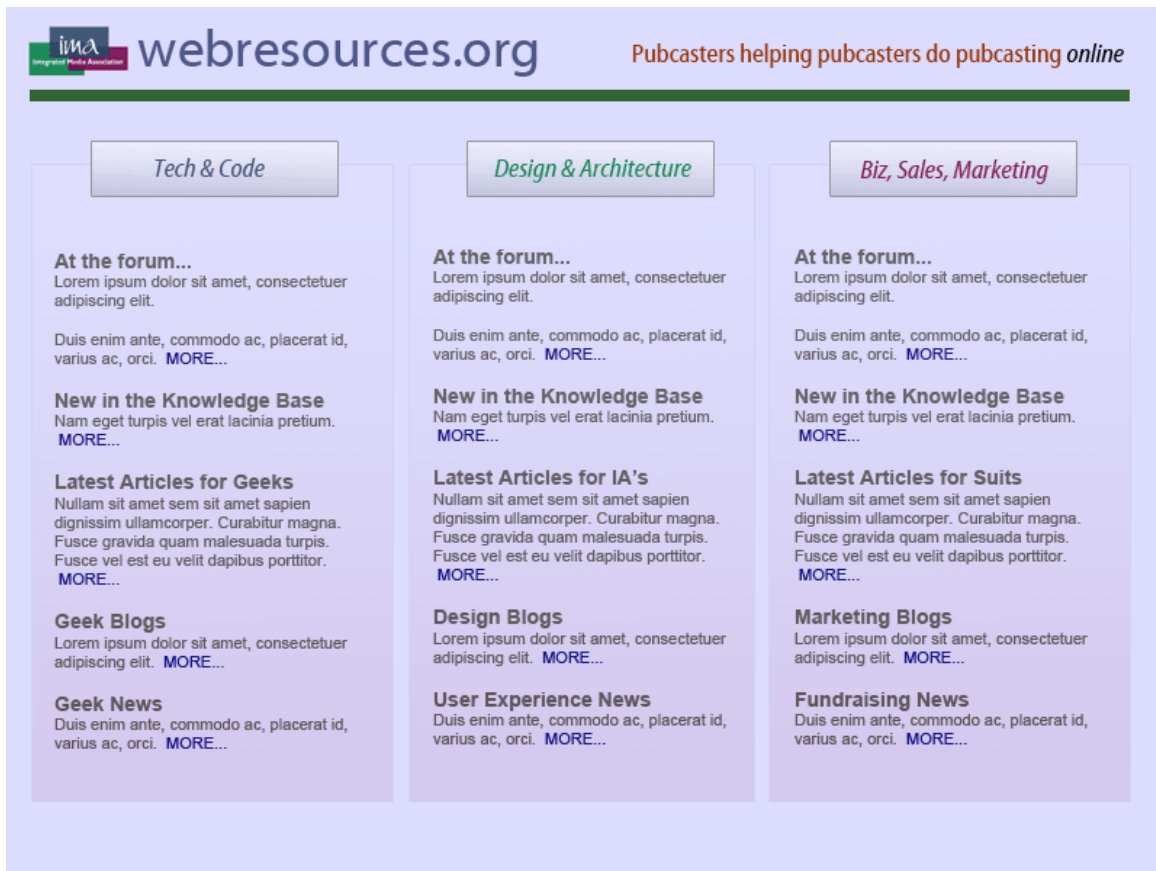 ima
Integrated Media Association
webresources.org
Pubcasters helping pubcasters do pubcasting online
Tech & Code
At the forum...
Lorem ipsum dolor sit amet, consectetuer
adipiscing elit.
Duis enim ante, commodo ac, placerat id,
varius ac, orci. MORE...
New in the Knowledge Base
Nam eget turpis vel erat lacinia pretium.
MORE...
Latest Articles for Geeks
Nullam sit amet sem sit amet sapien
dignissim ullamcorper. Curabitur magna.
Fusce gravida quam malesuada turpis.
Fusce vel est eu velit dapibus porttitor.
MORE...
Geek Blogs
Lorem ipsum dolor sit amet, consectetuer
adipiscing elit. MORE...
Geek News
Duis enim ante, commodo ac, placerat id,
varius ac, orci. MORE...
Design & Architecture
At the forum...
Lorem ipsum dolor sit amet, consectetuer
adipiscing elit.
Duis enim ante, commodo ac, placerat id,
varius ac, orci. MORE...
New in the Knowledge Base
Nam eget turpis vel erat lacinia pretium.
MORE...
Latest Articles for IA’s
Nullam sit amet sem sit amet sapien
dignissim ullamcorper. Curabitur magna.
Fusce gravida quam malesuada turpis.
Fusce vel est eu velit dapibus porttitor.
MORE...
Design Blogs
Lorem ipsum dolor sit amet, consectetuer
adipiscing elit. MORE...
User Experience News
Duis enim ante, commodo ac, placerat id,
varius ac, orci. MORE...
Biz, Sales, Marketing
At the forum...
Lorem ipsum dolor sit amet, consectetuer
adipiscing elit.
Duis enim ante, commodo ac, placerat id,
varius ac, orci. MORE...
New in the Knowledge Base
Nam eget turpis vel erat lacinia pretium.
MORE...
Latest Articles for Suits
Nullam sit amet sem sit amet sapien
dignissim ullamcorper. Curabitur magna.
Fusce gravida quam malesuada turpis.
Fusce vel est eu velit dapibus porttitor.
MORE...
Marketing Blogs
Lorem ipsum dolor sit amet, consectetuer
adipiscing elit. MORE...
Fundraising News
Duis enim ante, commodo ac, placerat id,
varius ac, orci. MORE...